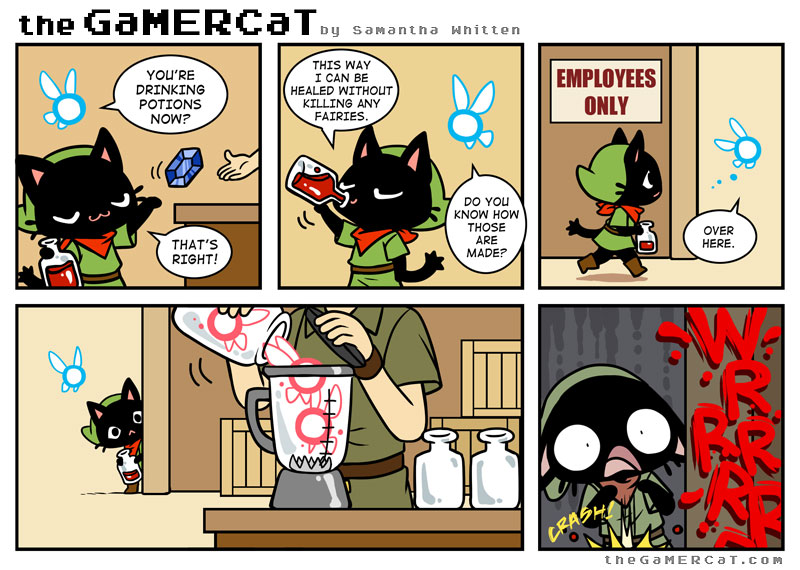 the GaMERCaT by Samantha Whitten
YOU'RE
DRINKING
POTIONS
NOW?
THAT'S
RIGHT!
THIS WAY
I CAN BE
HEALED WITHOUT
KILLING ANY
FAIRIES.
DO YOU
KNOW HOW
THOSE
ARE
MADE?
EMPLOYEES
ONLY
OVER
HERE.
CRASH!
WRRRRRR
theGaMERCaT.com